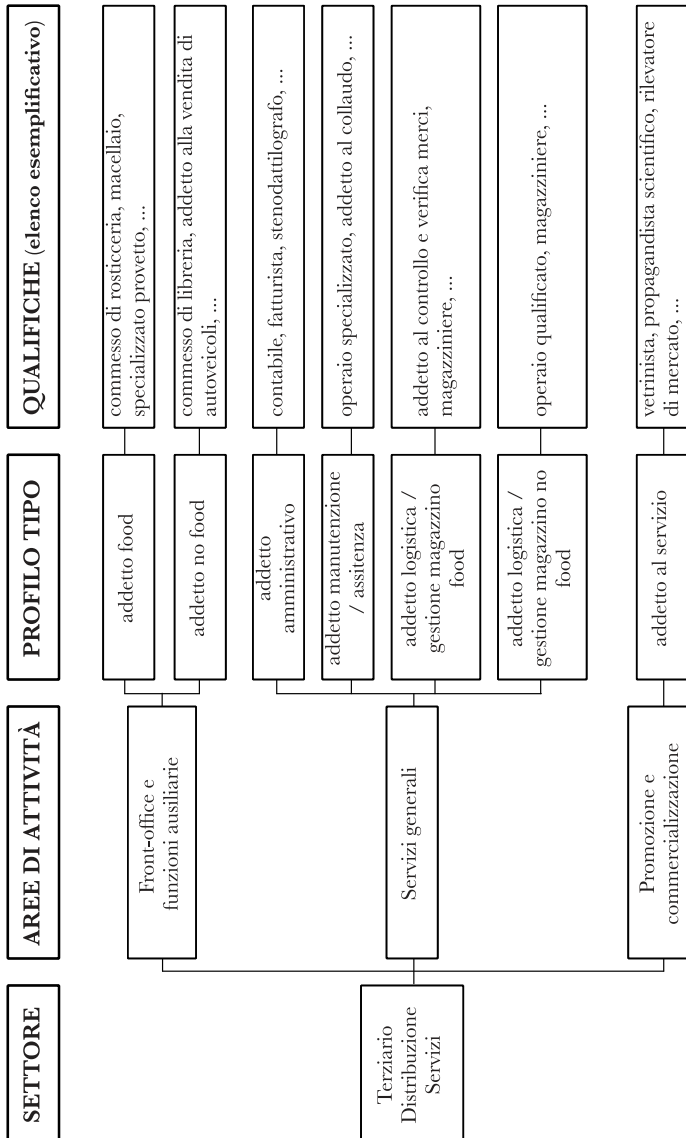 SETTORE
AREE DI ATTIVITÀ
PROFILO TIPO
QUALIFICHE (elenco esemplificativo)
Terziario
Distribuzione
Servizi
Front-office e
funzioni ausiliarie
addetto food
commesso di rosticceria, macellaio,
specializzato provetto, ...
addetto no food
commesso di libreria, addetto alla vendita di
autoveicoli, ...
Servizi generali
addetto
amministrativo
contabile, fatturista, stenodattilografo, ...
addetto manutenzione
/ assitenza
operaio specializzato, addetto al collaudo, ...
addetto logistica /
gestione magazzino
food
addetto al controllo e verifica merci,
magazziniere, ...
addetto logistica /
gestione magazzino no
food
operaio qualificato, magazziniere, ...
Promozione e
commercializzazione
addetto al servizio
vetrinista, propagandista scientifico, rilevatore
di mercato, ...